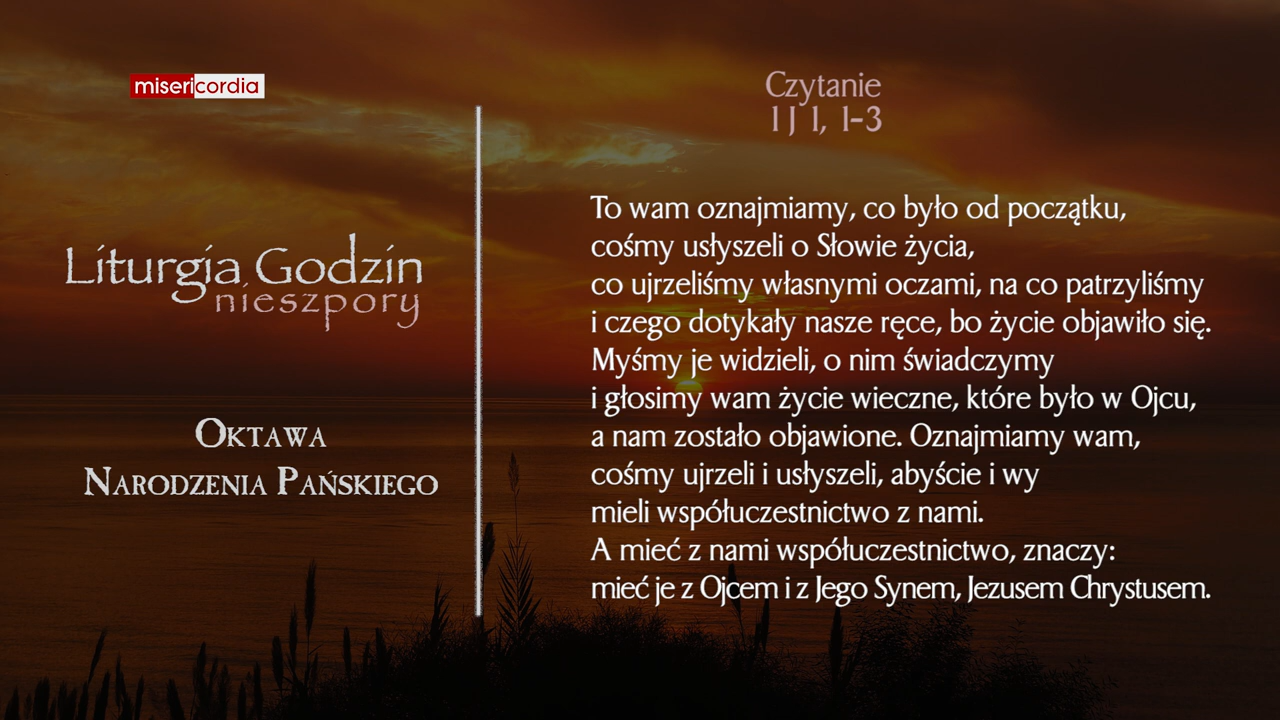 misericordia
Liturgia Godzin
nieszpory
Oktawa
Narodzenia Pańskiego
Czytanie
1 J 1, 1-3
To wam oznajmiamy, co było od początku,
cośmy usłyszeli o Słowie życia,
co ujrzeliśmy własnymi oczami, na co patrzyliśmy
i czego dotykały nasze ręce, bo życie objawiło się.
Myśmy je widzieli, o nim świadczymy
i głosimy wam życie wieczne, które było w Ojcu,
a nam zostało objawione. Oznajmiamy wam,
cośmy ujrzeli i usłyszeli, abyście i wy
mieli współuczestnictwo z nami.
A mieć z nami współuczestnictwo, znaczy:
mieć je z Ojcem i z Jego Synem, Jezusem Chrystusem.